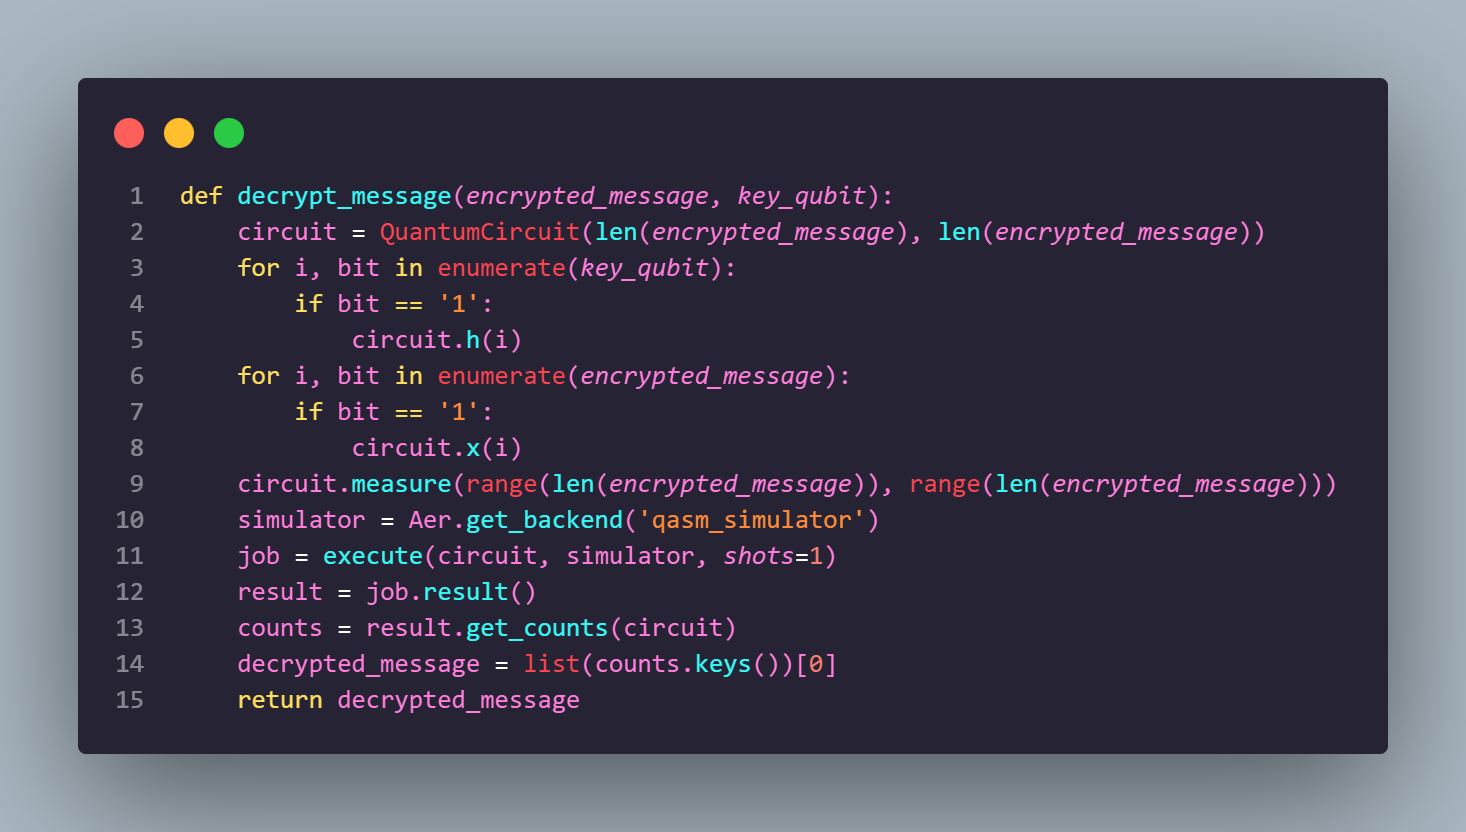 1 def decrypt_message(encrypted_message, key_qubit):
2     circuit = QuantumCircuit(len(encrypted_message), len(encrypted_message))
3     for i, bit in enumerate(key_qubit):
4         if bit == '1':
5             circuit.h(i)
6     for i, bit in enumerate(encrypted_message):
7         if bit == '1':
8             circuit.x(i)
9     circuit.measure(range(len(encrypted_message)), range(len(encrypted_message)))
10     simulator = Aer.get_backend('qasm_simulator')
11     job = execute(circuit, simulator, shots=1)
12     result = job.result()
13     counts = result.get_counts(circuit)
14     decrypted_message = list(counts.keys())[0]
15     return decrypted_message